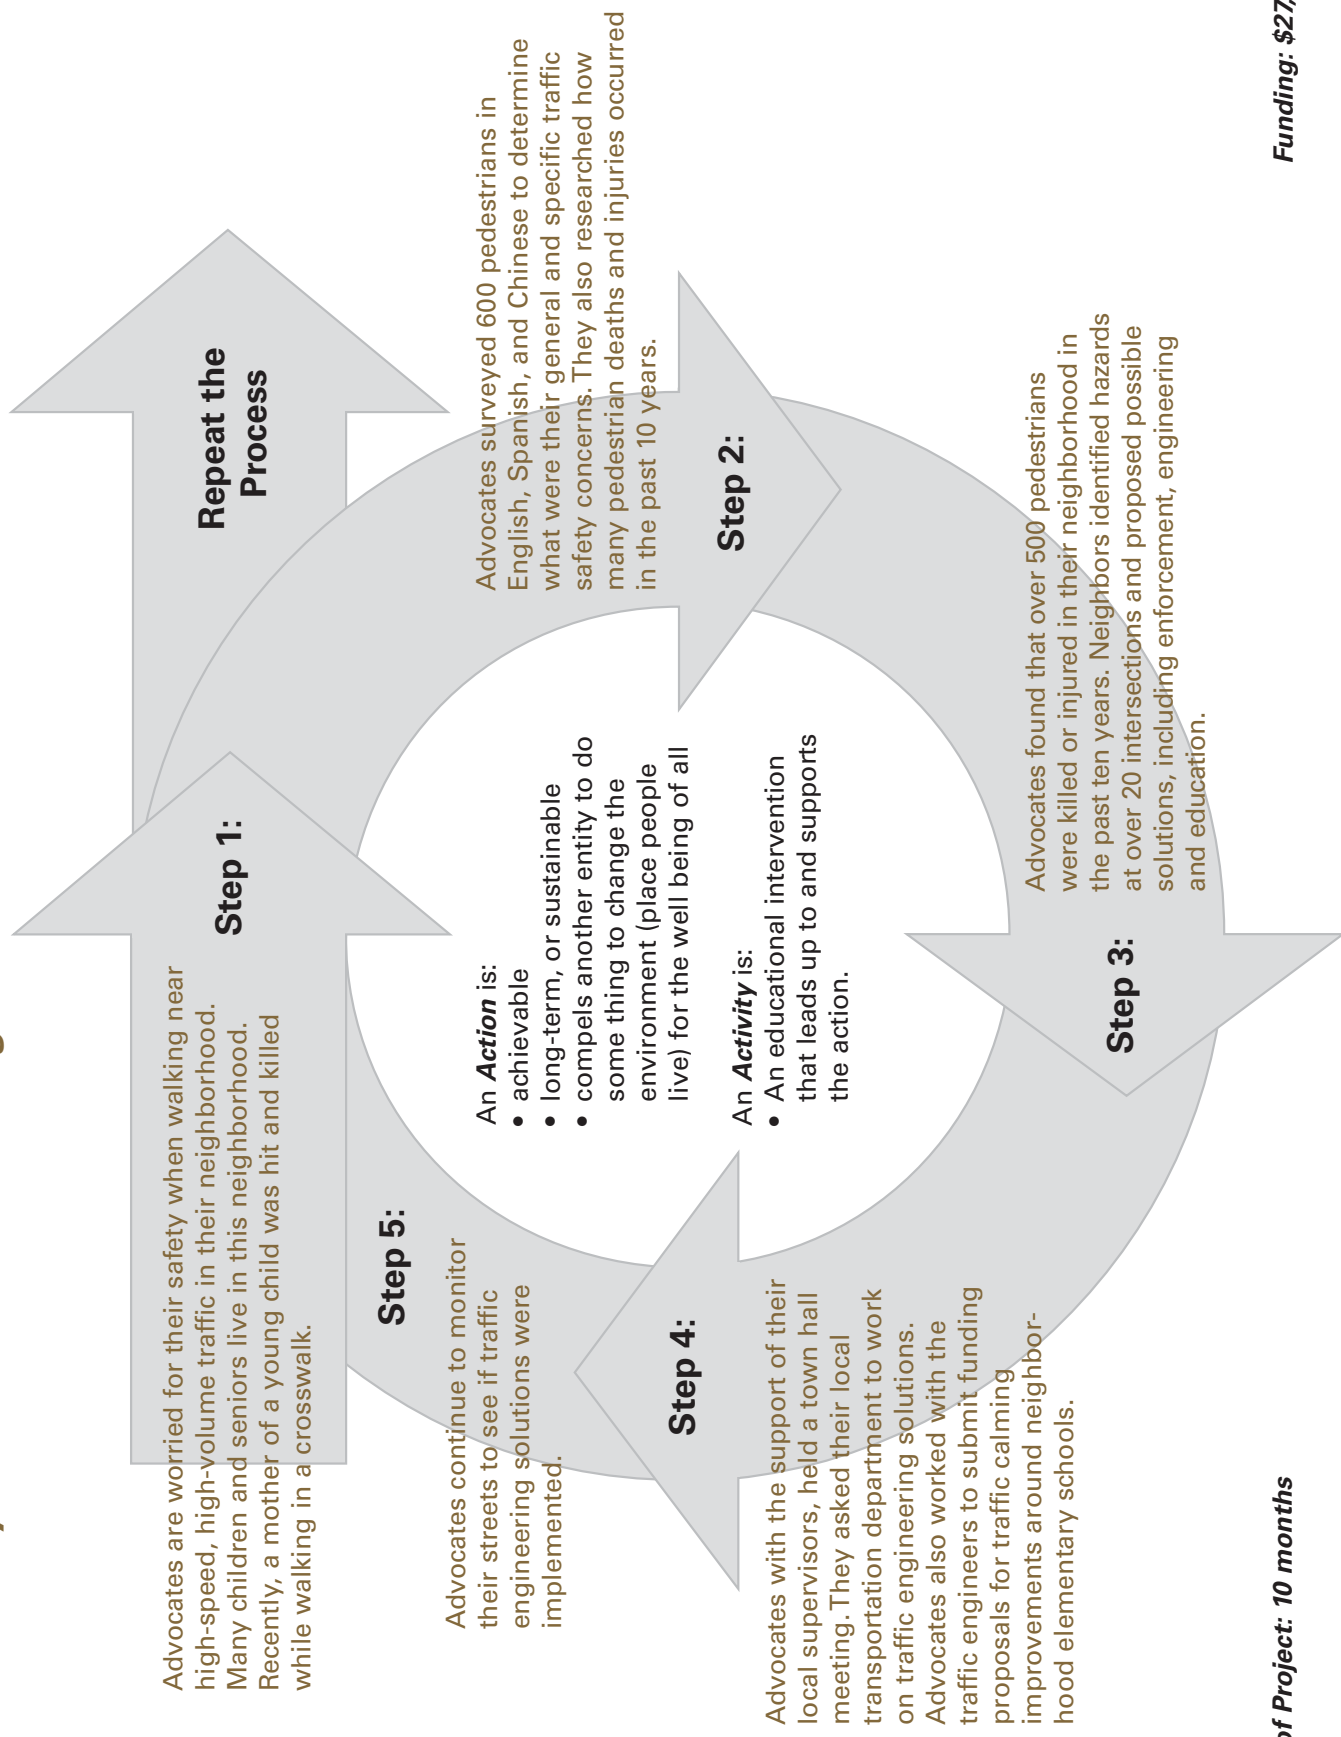 Advocates are worried for their safety when walking near
high-speed, high-volume traffic in their neighborhood.
Many children and seniors live in this neighborhood.
Recently, a mother of a young child was hit and killed
while walking in a crosswalk.
Step 1:
Repeat the
Process
Advocates surveyed 600 pedestrians in
English, Spanish, and Chinese to determine
what were their general and specific traffic
safety concerns. They also researched how
many pedestrian deaths and injuries occurred
in the past 10 years.
Step 2:
Advocates found that over 500 pedestrians
were killed or injured in their neighborhood in
the past ten years. Neighbors identified hazards
at over 20 intersections and proposed possible
solutions, including enforcement, engineering
and education.
Step 3:
Advocates with the support of their
local supervisors, held a town hall
meeting. They asked their local
transportation department to work
on traffic engineering solutions.
Advocates also worked with the
traffic engineers to submit funding
proposals for traffic calming
improvements around neighbor-
hood elementary schools.
Step 4:
Step 5:
Advocates continue to monitor
their streets to see if traffic
engineering solutions were
implemented.
An Action is:
• achievable
• long-term, or sustainable
• compels another entity to do
some thing to change the
environment (place people
live) for the well being of all
An Activity is:
• An educational intervention
that leads up to and supports
the action.
of Project: 10 months
Funding: $27,